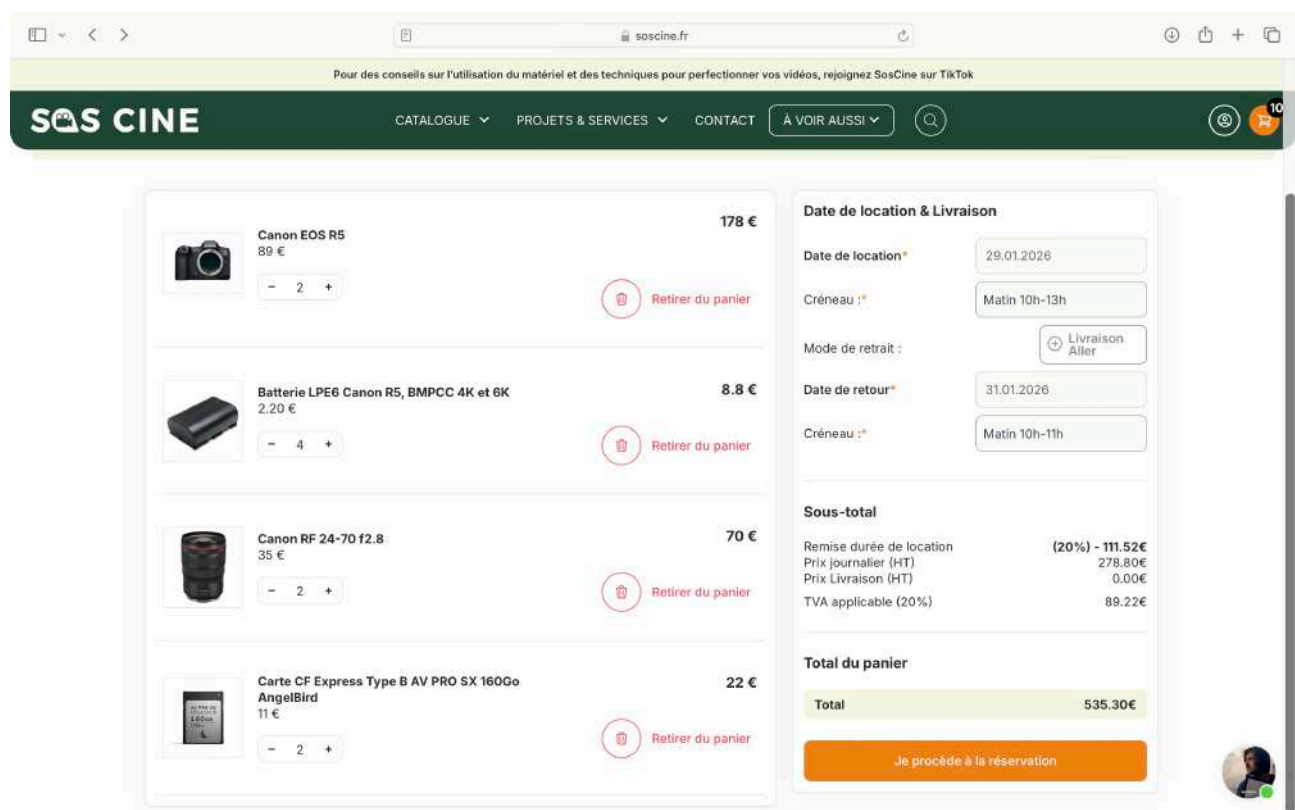 soscine.fr
Pour des conseils sur l'utilisation du matériel et des techniques pour perfectionner vos vidéos, rejoignez SosCine sur TikTok
SOS CINE
CATALOGUE
PROJETS & SERVICES
CONTACT
À VOIR AUSSI
10
Canon EOS R5
178 €
89 €
- 2 +
Retirer du panier
Batterie LPE6 Canon R5, BMPCC 4K et 6K
8.8 €
2.20 €
- 4 +
Retirer du panier
Canon RF 24-70 f2.8
70 €
35 €
- 2 +
Retirer du panier
Carte CF Express Type B AV PRO SX 160Go
AngelBird
22 €
11 €
- 2 +
Retirer du panier
Date de location & Livraison
Date de location* 29.01.2026
Créneau :* Matin 10h-13h
Mode de retrait :
Livraison
Aller
Date de retour* 31.01.2026
Créneau :* Matin 10h-11h
Sous-total
Remise durée de location (20%) - 111.52€
Prix journalier (HT) 278.80€
Prix Livraison (HT) 0.00€
TVA applicable (20%) 89.22€
Total du panier
Total 535.30€
Je procède à la réservation